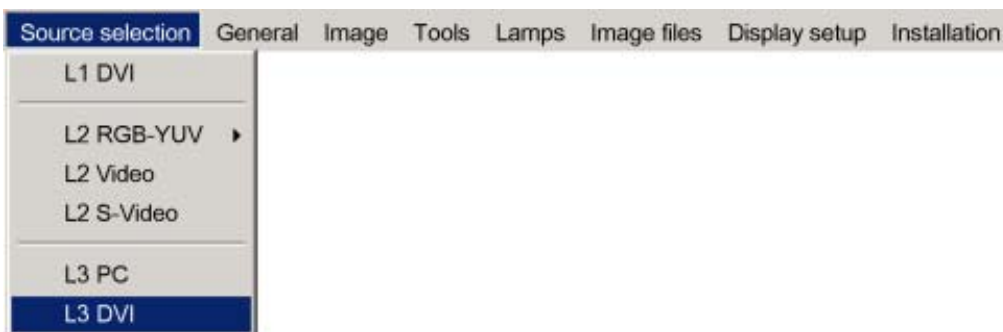 Source selection General Image Tools Lamps Image files Display setup Installation
L1 DVI
L2 RGB-YUV
L2 Video
L2 S-Video
L3 PC
L3 DVI